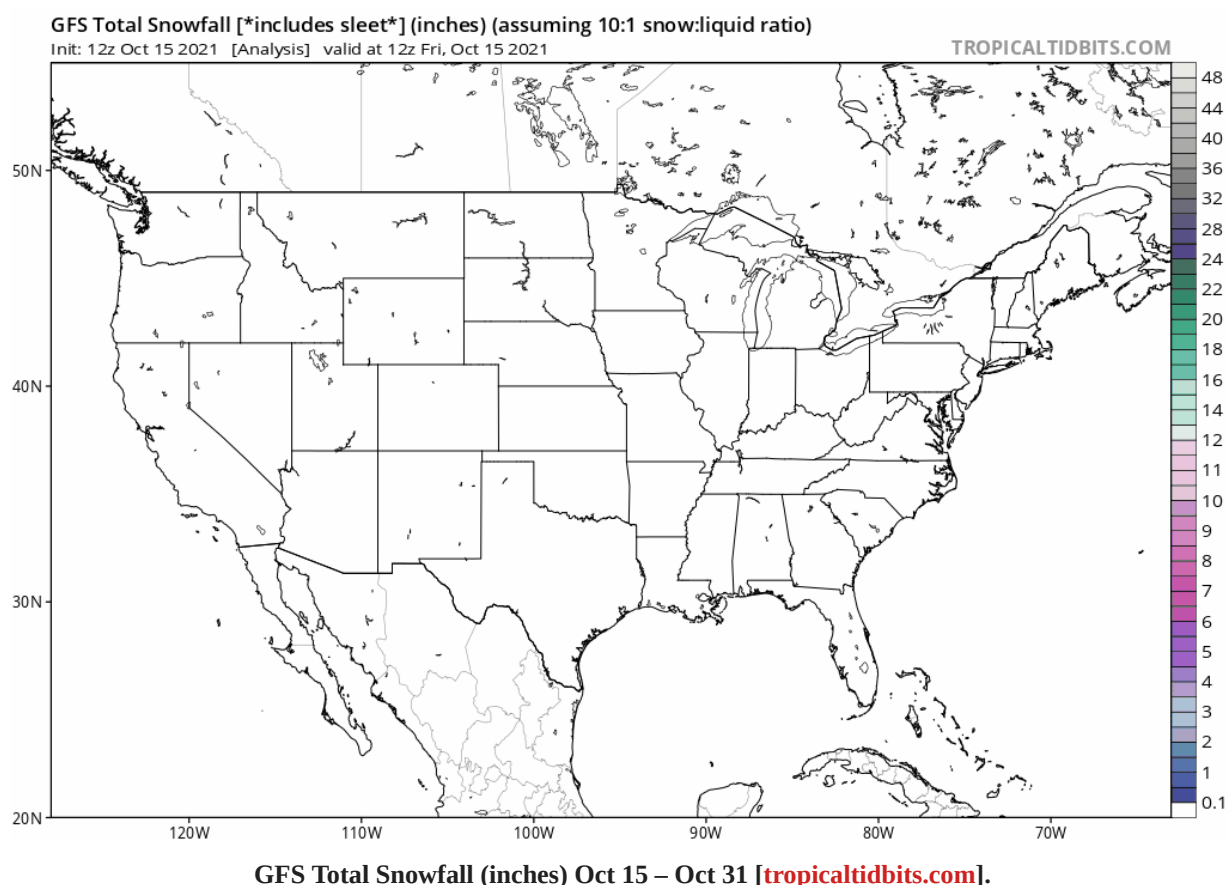 GFS Total Snowfall [*includes sleet*] (inches) (assuming 10:1 snow:liquid ratio)
Init: 12z Oct 15 2021 [Analysis] valid at 12z Fri, Oct 15 2021
TROPICALTIDBITS.COM
48
44
40
36
32
28
24
22
20
18
16
14
12
11
10
9
8
7
6
5
4
3
2
1
0.1
50N
40N
30N
20N
120W
110W
100W
90W
80W
70W
GFS Total Snowfall (inches) Oct 15 – Oct 31 [tropicaltidbits.com].